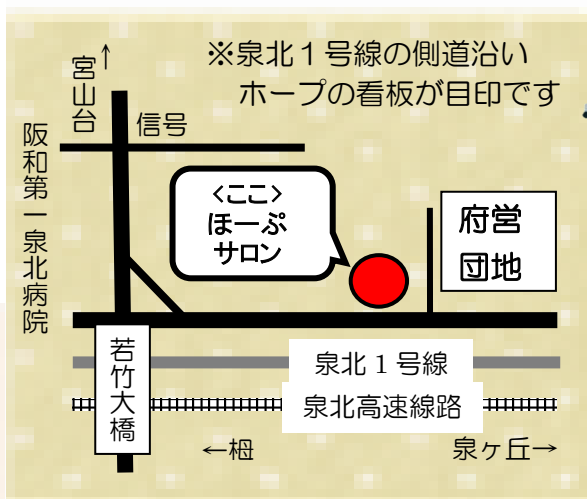 ※泉北１号線の側道沿い
ホープの看板が目印です
↑
宮山台
信号
阪和第一泉北病院
<ここ>
ほーぷ
サロン
府営
団地
若竹大橋
泉北１号線
泉北高速線路
←栂
泉ヶ丘→